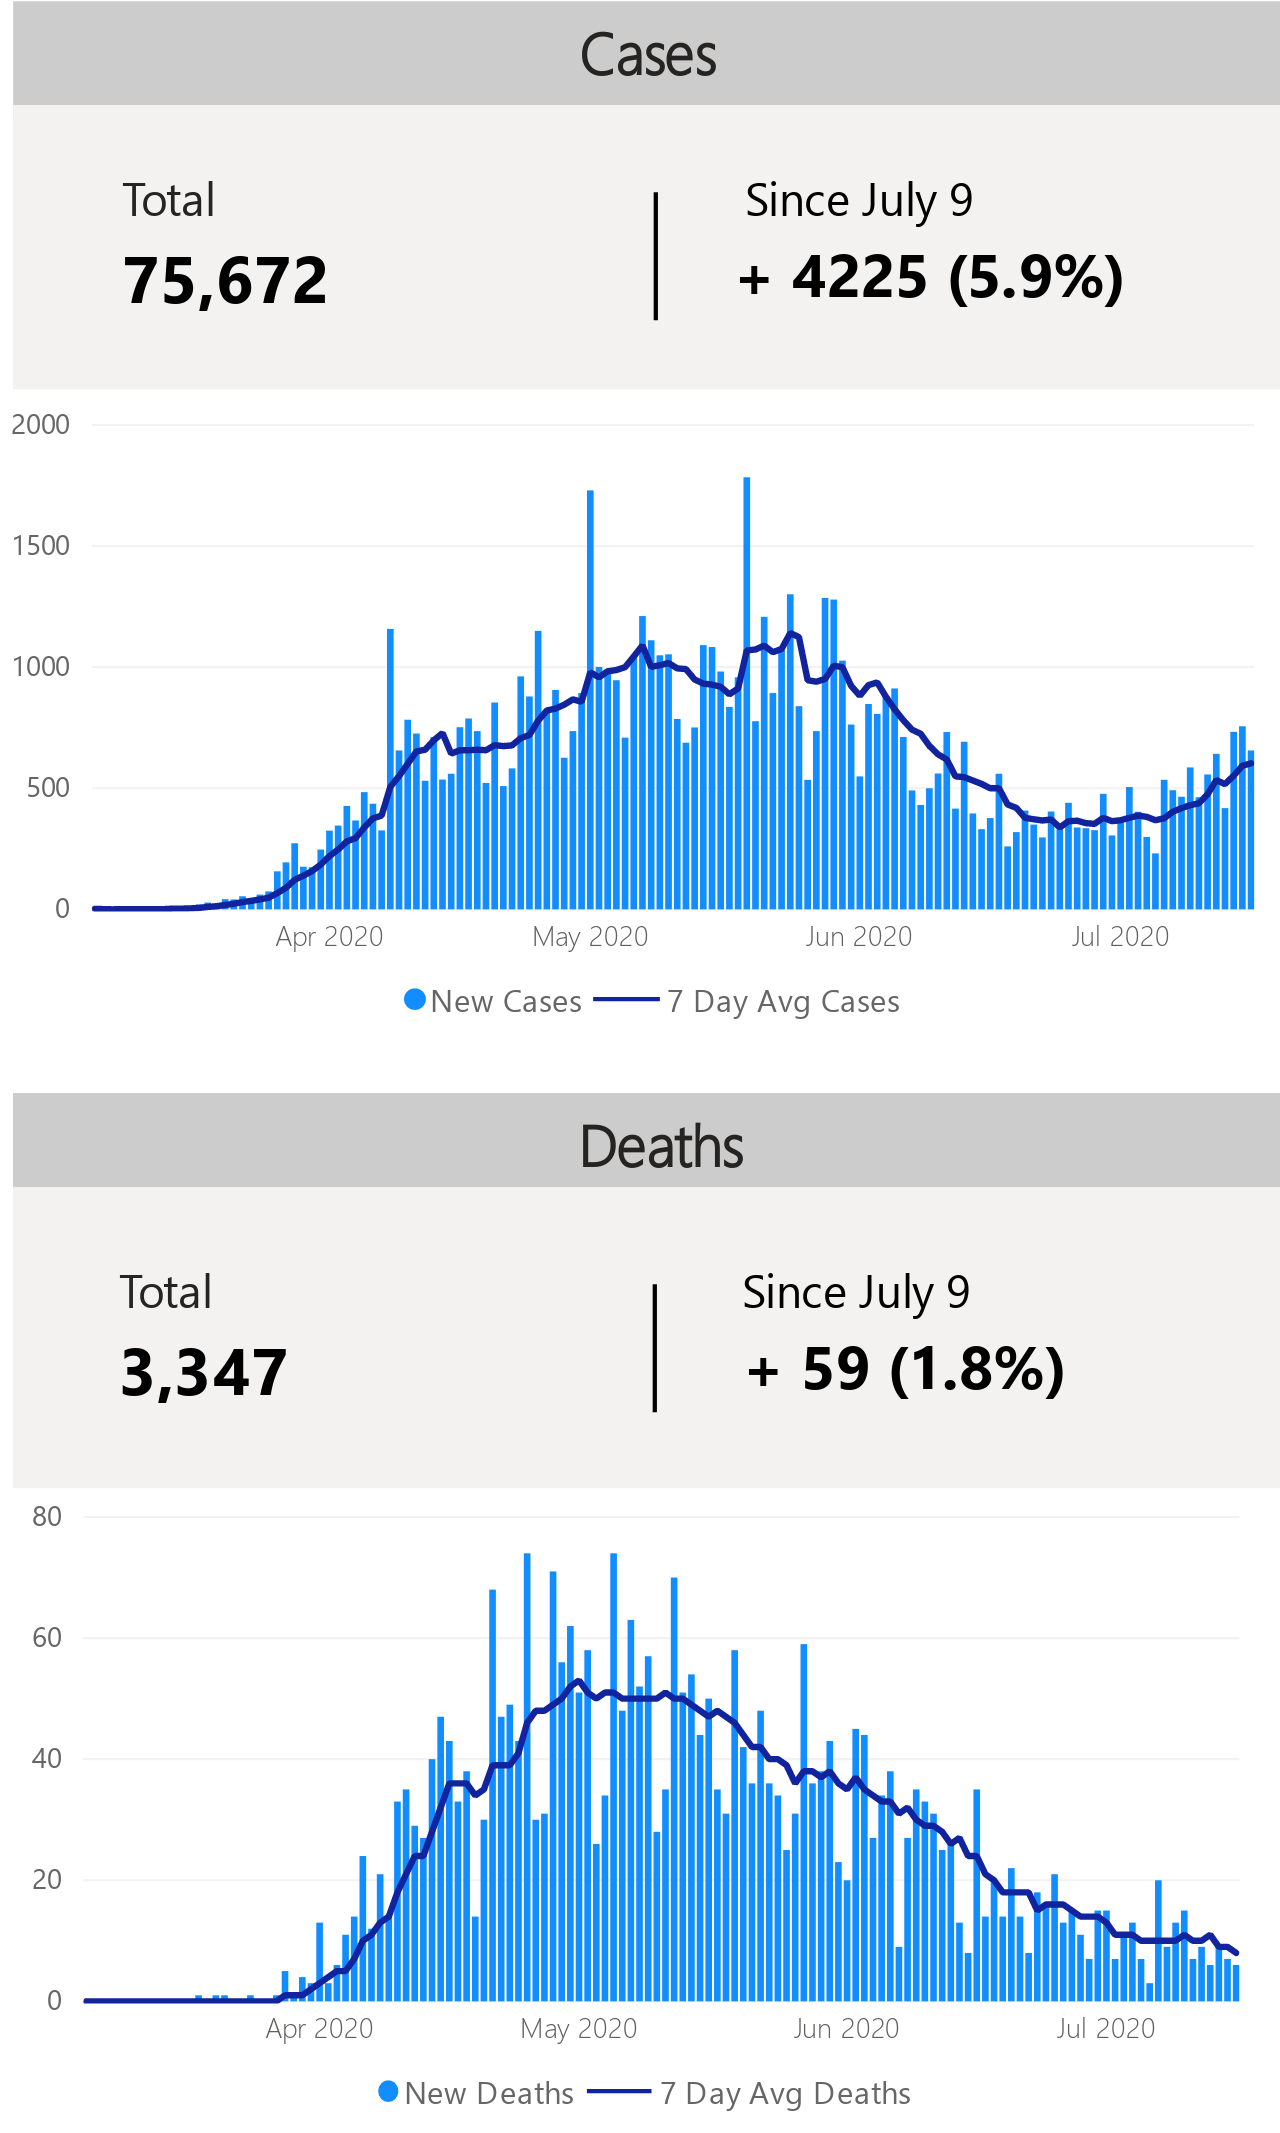 Cases
Total
Since July 9
75,672
+ 4225 (5.9%)
2000
1500
1000
500
0
Apr 2020
May 2020
Jun 2020
Jul 2020
New Cases
7 Day Avg Cases
Deaths
Total
Since July 9
3,347
+ 59 (1.8%)
80
60
40
20
0
Apr 2020
May 2020
Jun 2020
Jul 2020
New Deaths
7 Day Avg Deaths